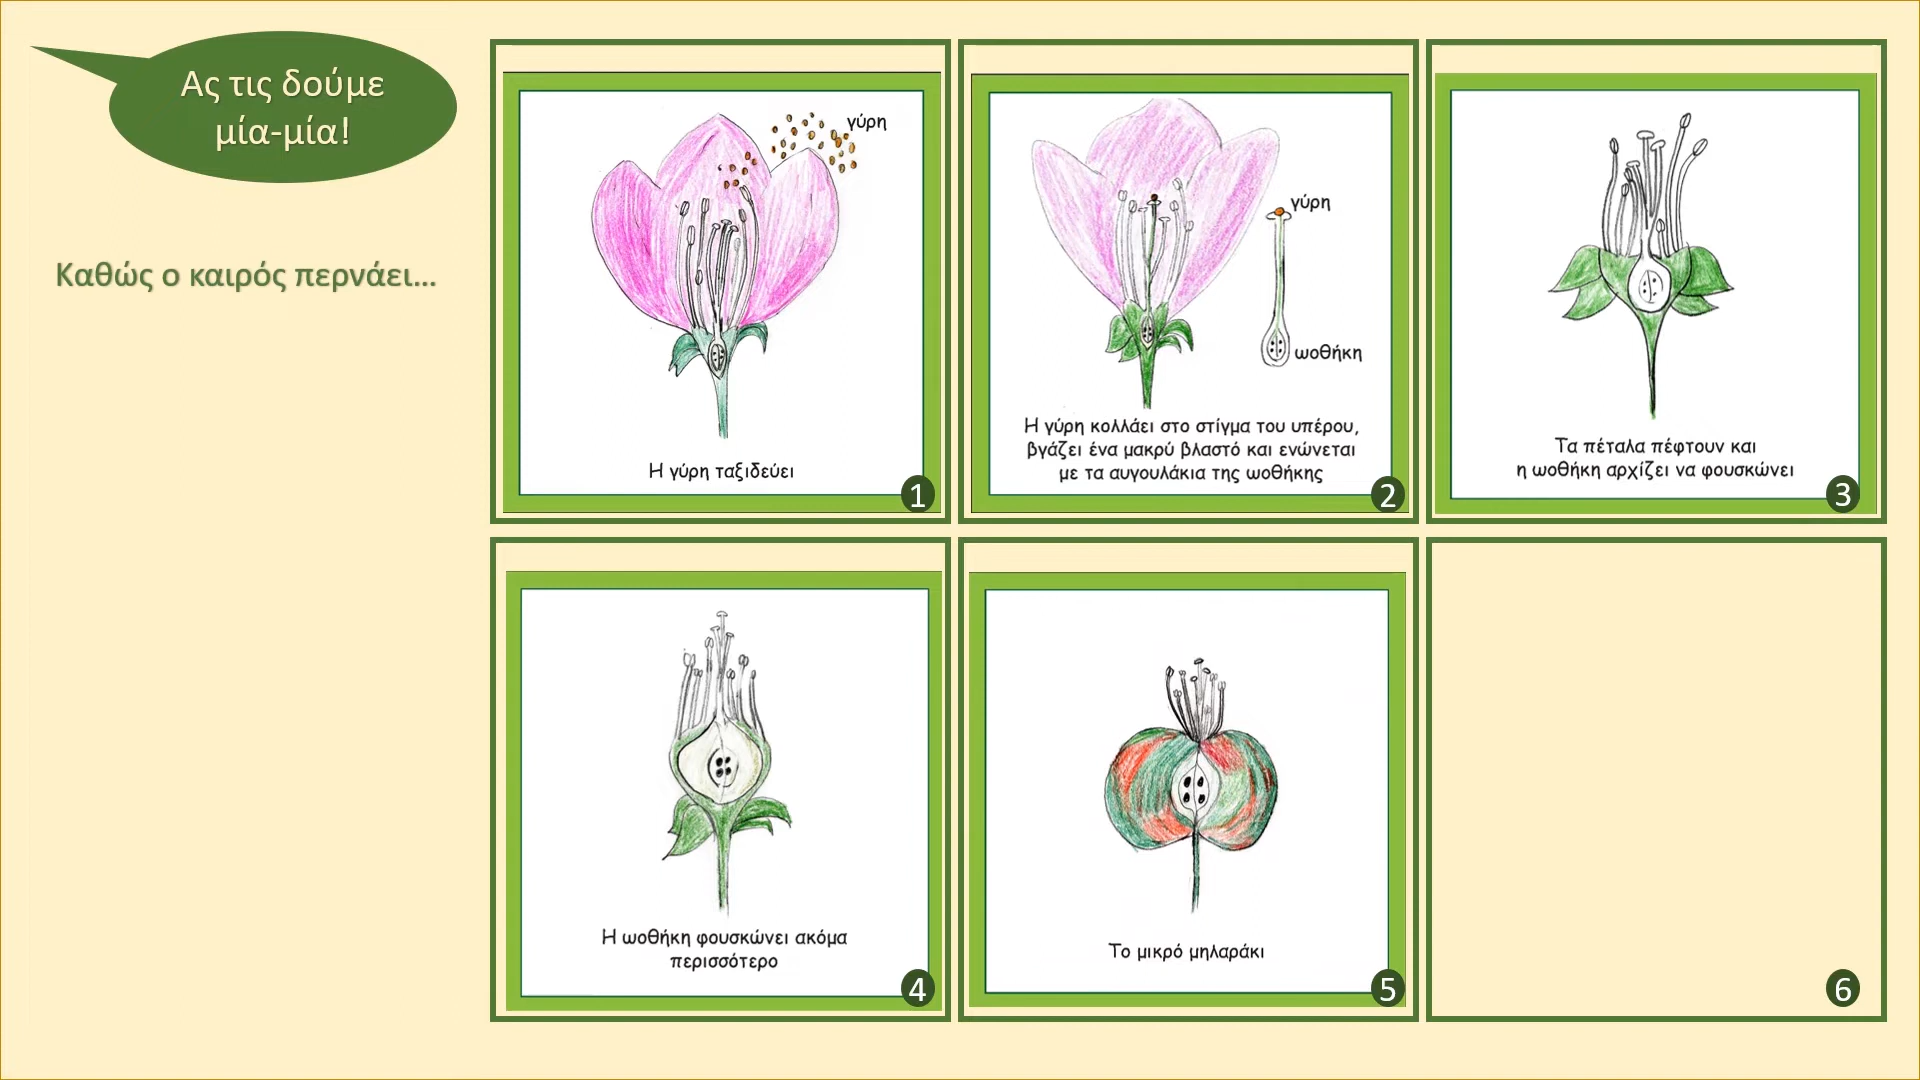 Ας τις δούμε
μία-μία!
Καθώς ο καιρός περνάει...
γύρη
Η γύρη ταξιδεύει
1
γύρη
ωοθήκη
Η γύρη κολλάει στο στίγμα του υπέρου,
βγάζει ένα μακρύ βλαστό και ενώνεται
με τα αυγουλάκια της ωοθήκης
2
Τα πέταλα πέφτουν και
η ωοθήκη αρχίζει να φουσκώνει
3
Η ωοθήκη φουσκώνει ακόμα
περισσότερο
4
Το μικρό μηλαράκι
5
6